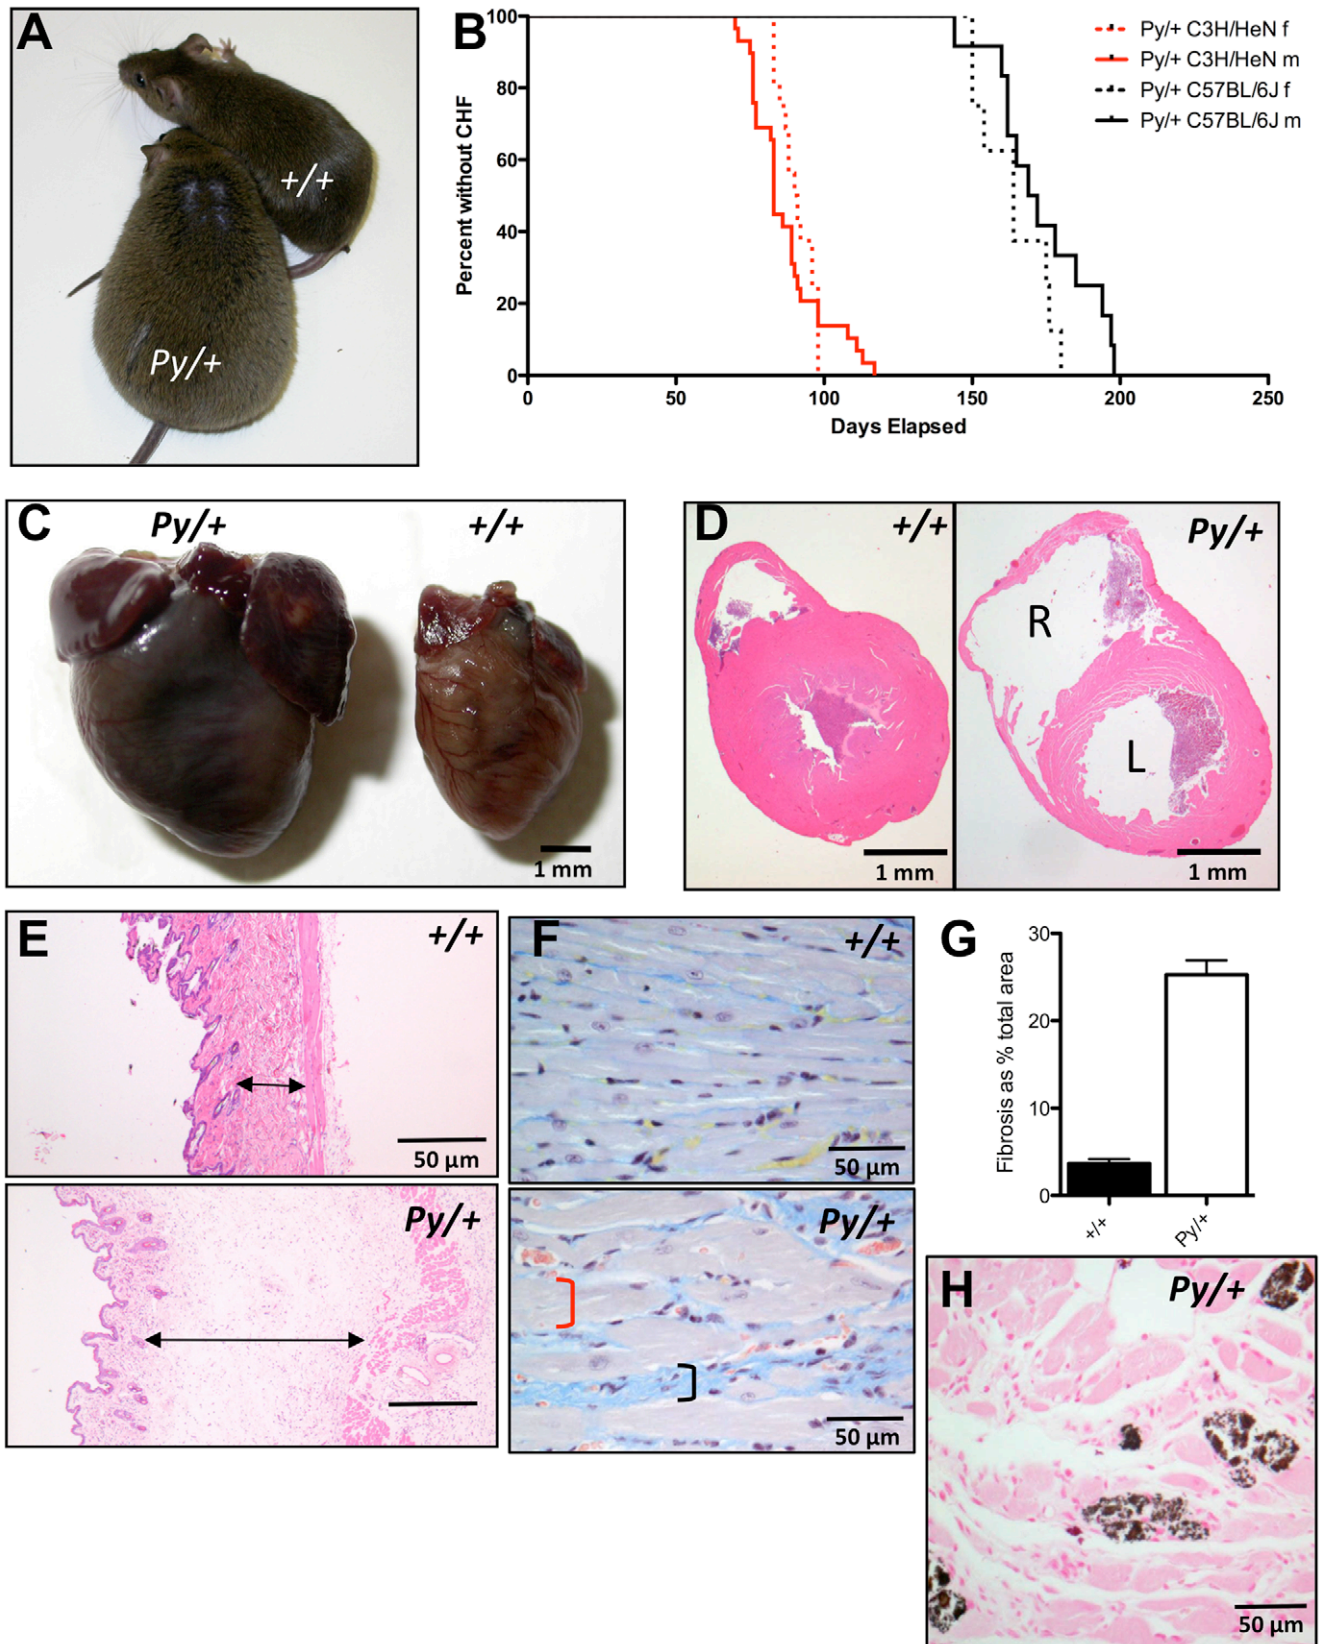 A
+/+
Py/+
B
100
80
60
40
20
0
Percent without CHF
0 50 100 150 200 250
Days Elapsed
Py/+ C3H/HeN f
Py/+ C3H/HeN m
Py/+ C57BL/6J f
Py/+ C57BL/6J m
C
Py/+ +/+
1 mm
D
+/+
1 mm
Py/+
R
L
1 mm
E
+/+
50 µm
Py/+
F
+/+
50 µm
Py/+
50 µm
G
30
20
10
0
Fibrosis as % total area
+/+ Py/+
H
Py/+
50 µm